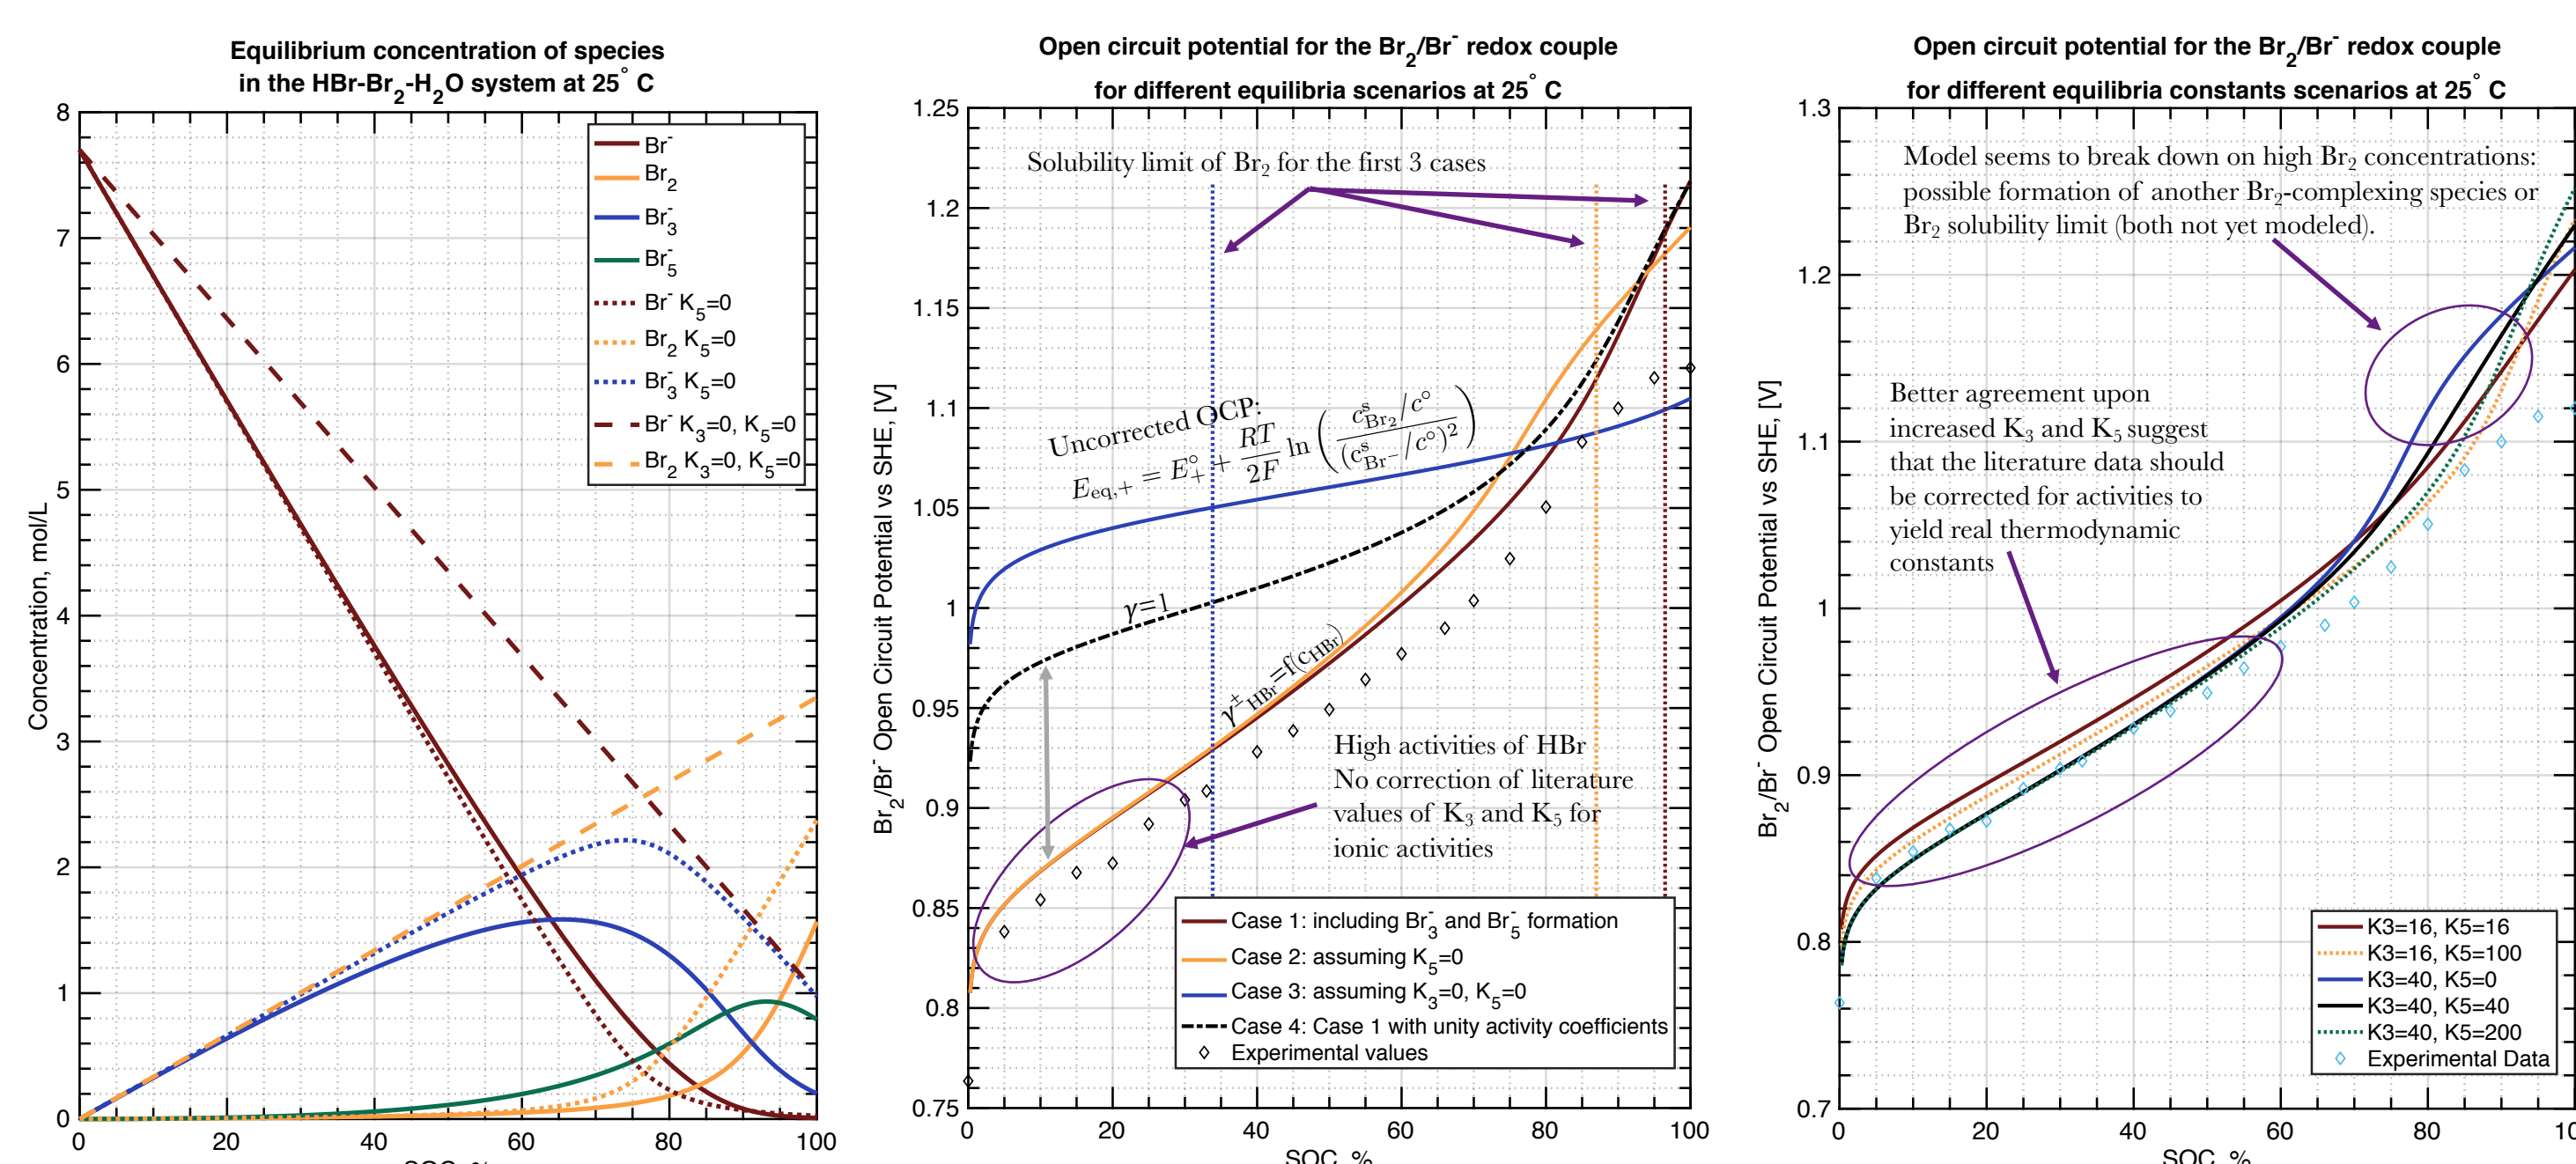 Equilibrium concentration of species
in the HBr-Br2-H2O system at 25° C
8
7
6
5
4
3
2
1
0
Concentration, mol/L
0 20 40 60 80 100
SOC, %
Br-
Br2
Br3-
Br5-
Br- K5=0
Br2 K5=0
Br3- K5=0
Br- K3=0, K5=0
Br2 K3=0, K5=0
Open circuit potential for the Br2/Br- redox couple
for different equilibria scenarios at 25° C
1.25
1.2
1.15
1.1
1.05
1
0.95
0.9
0.85
0.8
0.75
Br2/Br- Open Circuit Potential vs SHE, [V]
0 20 40 60 80 100
SOC, %
Solubility limit of Br2 for the first 3 cases
Uncorrected OCP:
Eeq,+ = E+° + RT/2F ln( (c^s Br2/c°) / (c^s Br-/c°)^2 )
γ=1
γ±HBr=f(cHBr)
High activities of HBr
No correction of literature
values of K3 and K5 for
ionic activities
Case 1: including Br3- and Br5- formation
Case 2: assuming K5=0
Case 3: assuming K3=0, K5=0
Case 4: Case 1 with unity activity coefficients
Experimental values
Open circuit potential for the Br2/Br- redox couple
for different equilibria constants scenarios at 25° C
1.3
1.2
1.1
1
0.9
0.8
0.7
Br2/Br- Open Circuit Potential vs SHE, [V]
0 20 40 60 80 10
SOC, %
Model seems to break down on high Br2 concentrations:
possible formation of another Br2-complexing species or
Br2 solubility limit (both not yet modeled).
Better agreement upon
increased K3 and K5 suggest
that the literature data should
be corrected for activities to
yield real thermodynamic
constants
K3=16, K5=16
K3=16, K5=100
K3=40, K5=0
K3=40, K5=40
K3=40, K5=200
Experimental Data